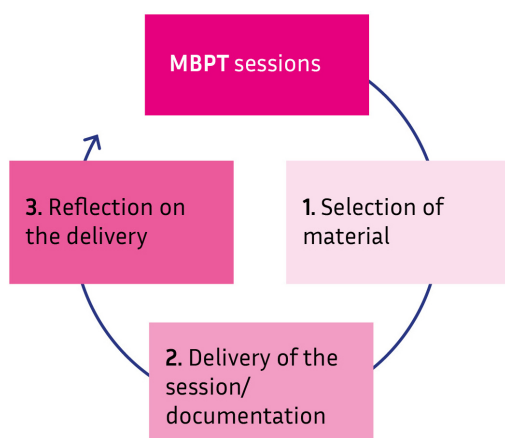 MBPT sessions
1. Selection of
material
2. Delivery of the
session/
documentation
3. Reflection on
the delivery